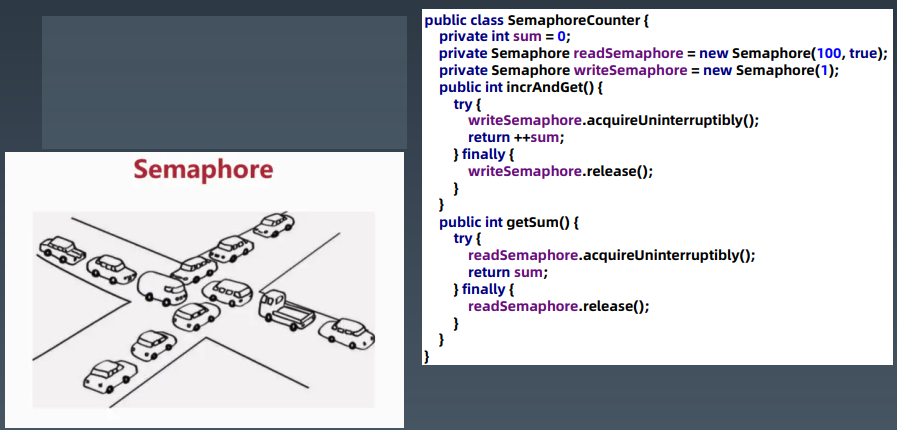 Semaphore
public class SemaphoreCounter {
private int sum = 0;
private Semaphore readSemaphore = new Semaphore(100, true);
private Semaphore writeSemaphore = new Semaphore(1);
public int incrAndGet() {
try {
writeSemaphore.acquireUninterruptibly();
return ++sum;
} finally {
writeSemaphore.release();
}
}
public int getSum() {
try {
readSemaphore.acquireUninterruptibly();
return sum;
} finally {
readSemaphore.release();
}
}
}